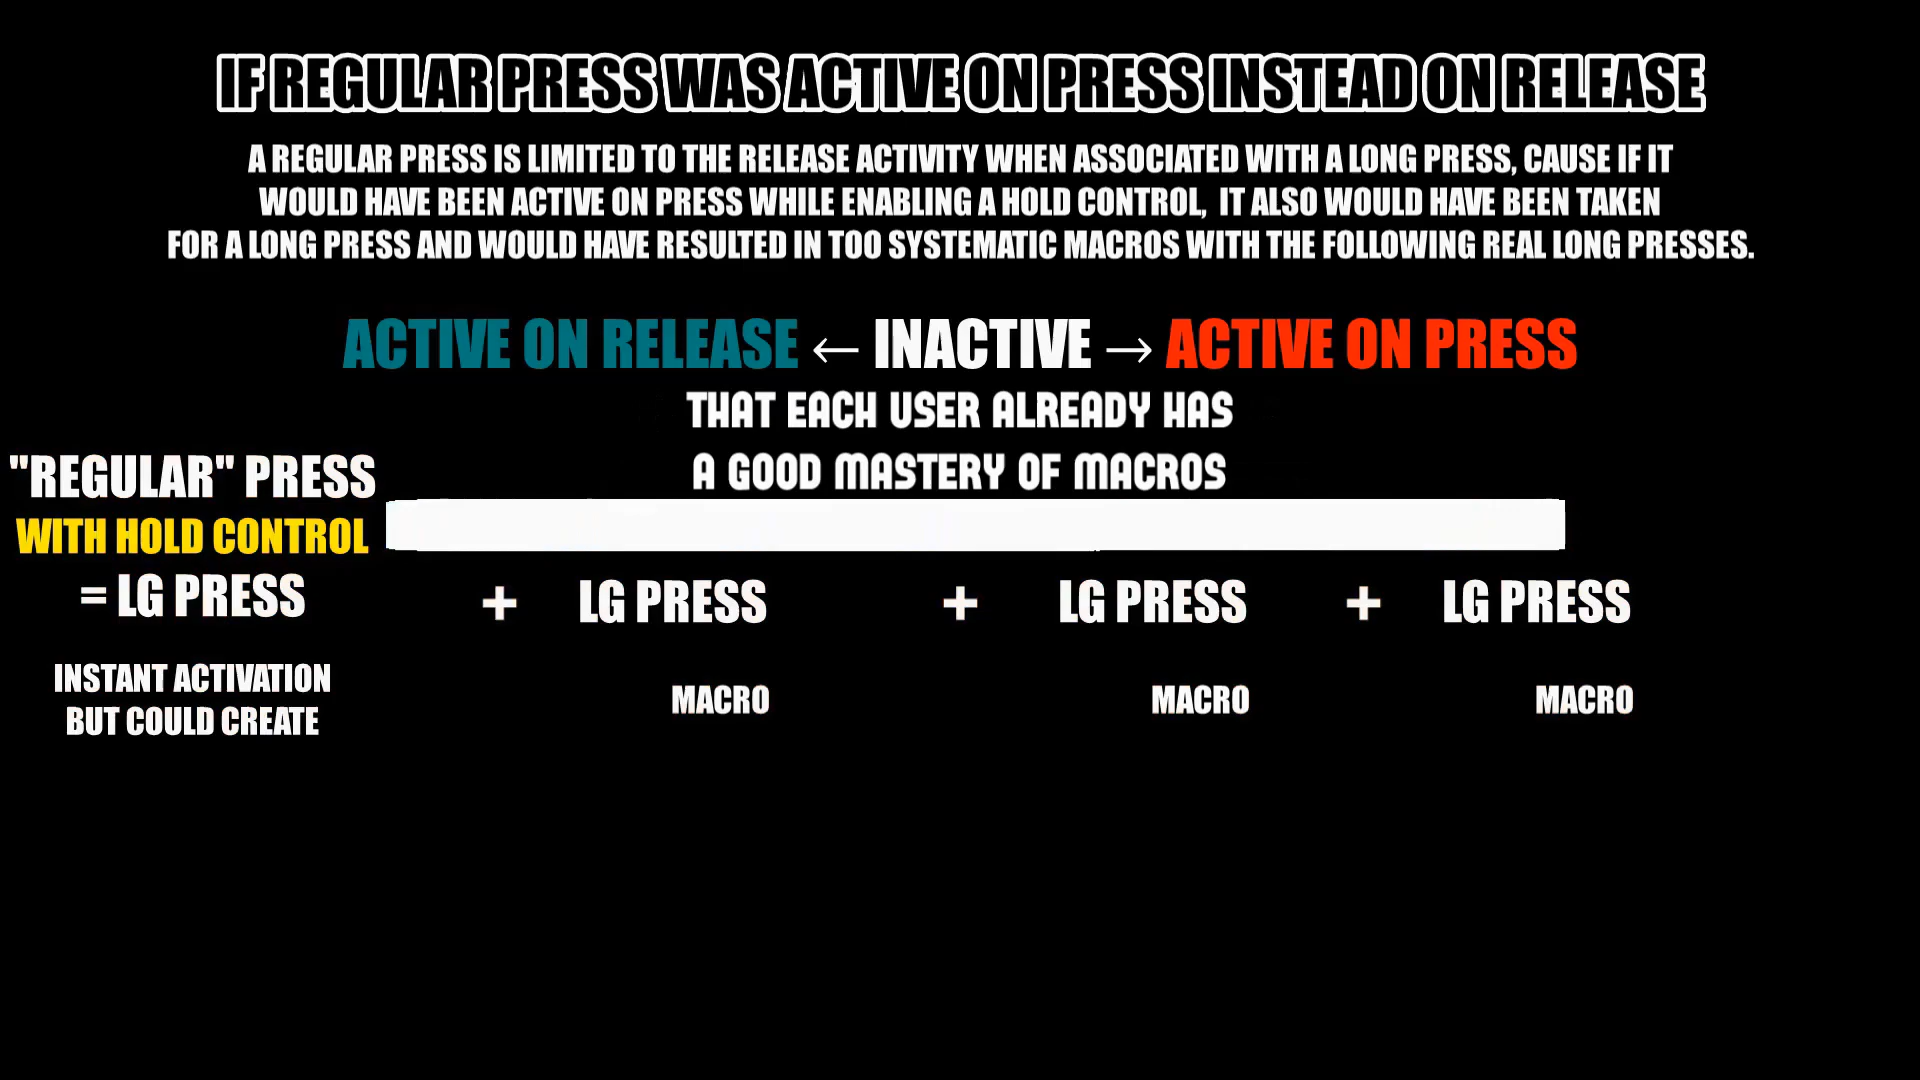 IF REGULAR PRESS WAS ACTIVE ON PRESS INSTEAD ON RELEASE
A REGULAR PRESS IS LIMITED TO THE RELEASE ACTIVITY WHEN ASSOCIATED WITH A LONG PRESS, CAUSE IF IT
WOULD HAVE BEEN ACTIVE ON PRESS WHILE ENABLING A HOLD CONTROL, IT ALSO WOULD HAVE BEEN TAKEN
FOR A LONG PRESS AND WOULD HAVE RESULTED IN TOO SYSTEMATIC MACROS WITH THE FOLLOWING REAL LONG PRESSES.
ACTIVE ON RELEASE ← INACTIVE → ACTIVE ON PRESS
THAT EACH USER ALREADY HAS
A GOOD MASTERY OF MACROS
"REGULAR" PRESS
WITH HOLD CONTROL
= LG PRESS + LG PRESS + LG PRESS + LG PRESS
INSTANT ACTIVATION
BUT COULD CREATE
MACRO MACRO MACRO